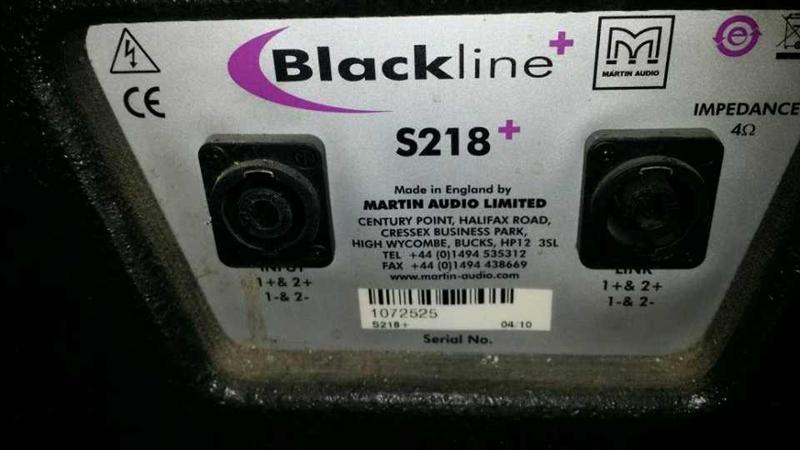 Blackline+
M
MARTIN AUDIO
CE
IMPEDANCE
4Ω
S218+
Made in England by
MARTIN AUDIO LIMITED
CENTURY POINT, HALIFAX ROAD,
CRESSEX BUSINESS PARK,
HIGH WYCOMBE, BUCKS, HP12 3SL
TEL +44 (0)1494 535312
FAX +44 (0)1494 438669
www.martin-audio.com
INPUT
1+& 2+
1-& 2-
LINK
1+& 2+
1-& 2-
1072525
S218+ 04/10
Serial No.